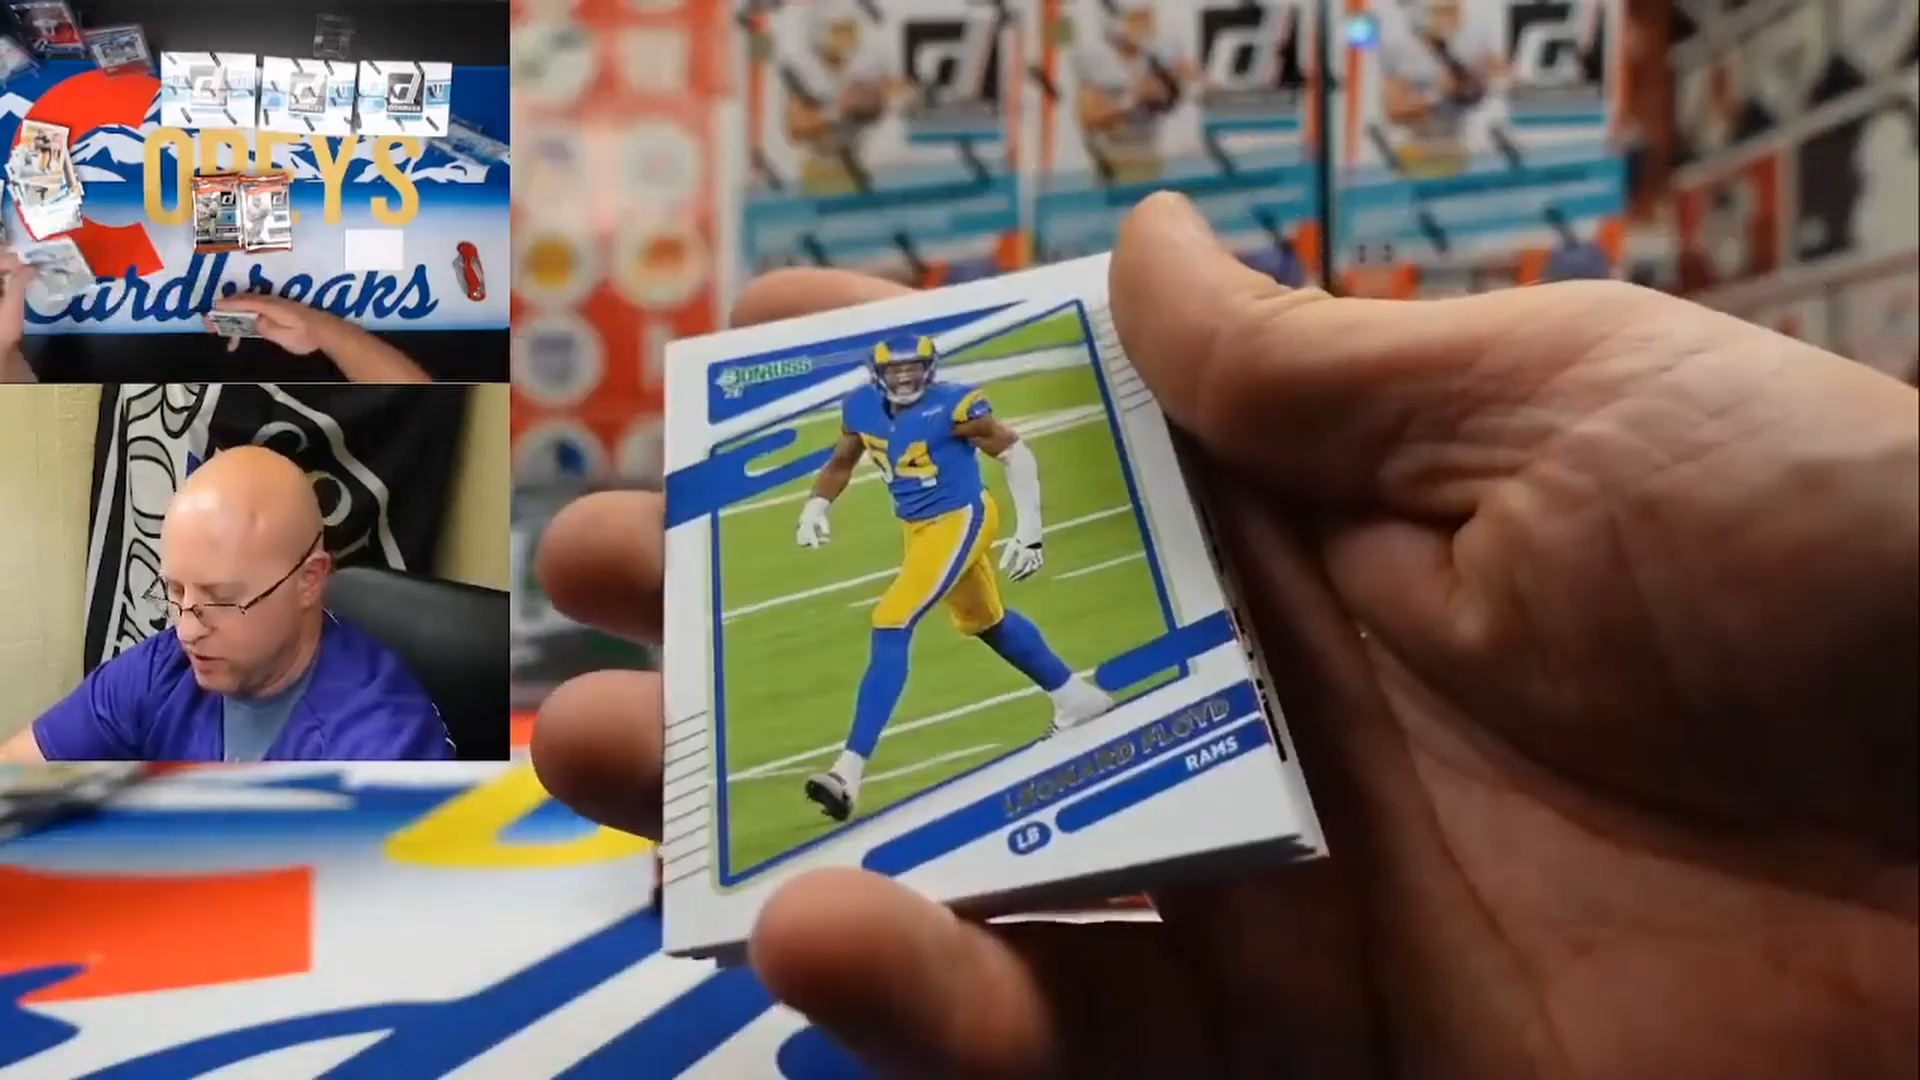 COREYS
Cardbreaks
DONRUSS
54
LEONARD FLOYD
RAMS
LB